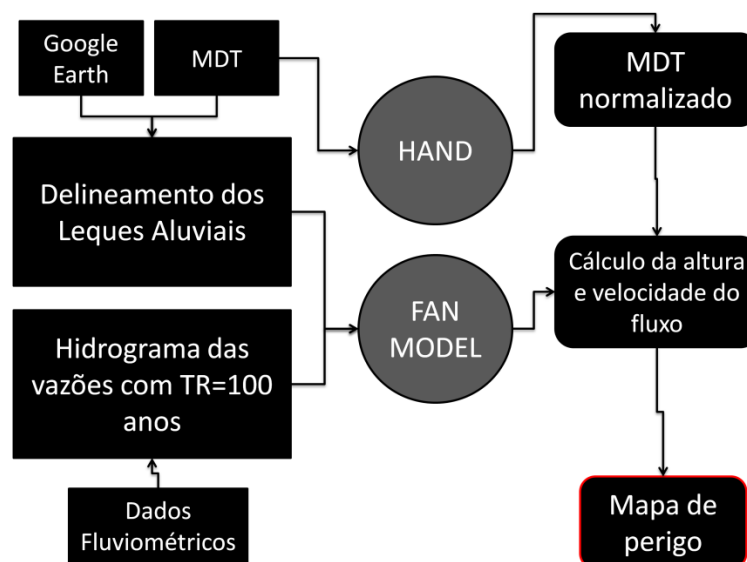 Google
Earth
MDT
HAND
MDT
normalizado
Delineamento dos
Leques Aluviais
FAN
MODEL
Cálculo da altura
e velocidade do
fluxo
Hidrograma das
vazões com TR=100
anos
Dados
Fluviométricos
Mapa de
perigo